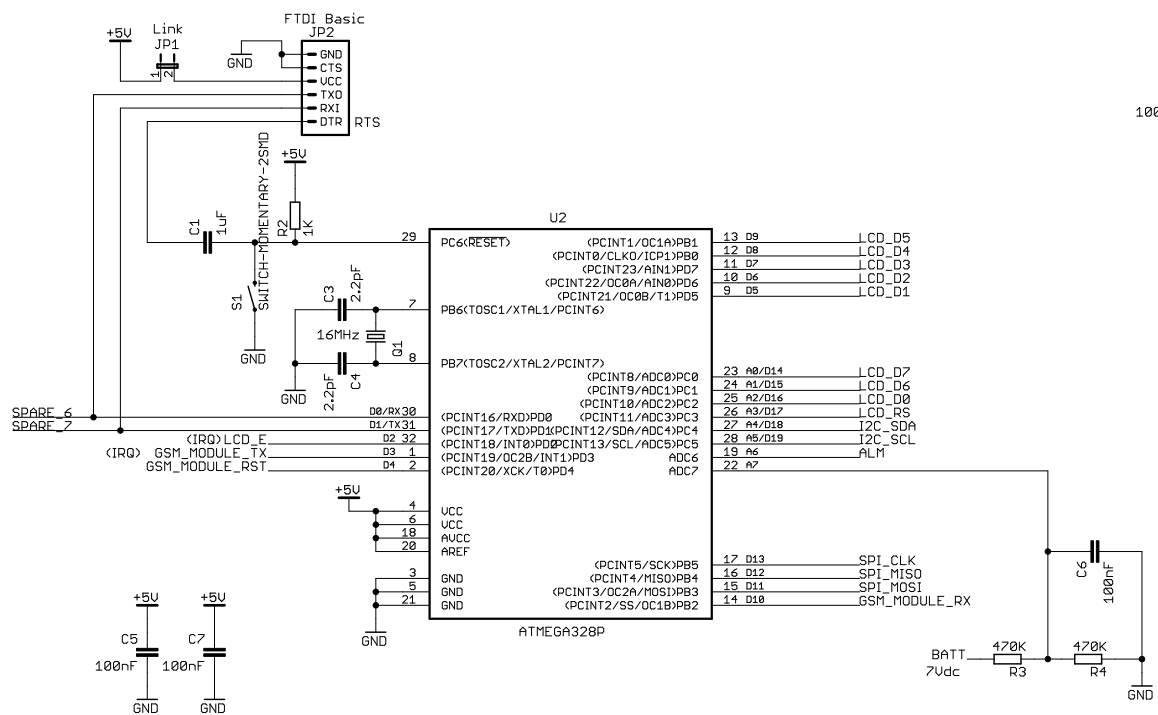 FTDI Basic
JP2
Link
JP1
+5V
1 2
GND
GND
CTS
VCC
TXO
RXI
DTR
RTS
+5V
SWITCH-MOMENTARY-2SMD
S1
GND
C1
1uF
R2
1K
C3
2.2pF
16MHz
Q1
2.2pF
C4
GND
U2
29 PC6(RESET)
7 PB6(TOSC1/XTAL1/PCINT6)
8 PB7(TOSC2/XTAL2/PCINT7)
SPARE_6
SPARE_7
D0/RX 30 (PCINT16/RXD)PD0
D1/TX 31 (PCINT17/TXD)PD1
(IRQ)LCD_E D2 32 (PCINT18/INT0)PD2
(IRQ) GSM_MODULE_TX D3 1 (PCINT19/OC2B/INT1)PD3
GSM_MODULE_RST D4 2 (PCINT20/XCK/T0)PD4
+5V
4 VCC
6 VCC
18 AVCC
20 AREF
3 GND
5 GND
21 GND
GND
(PCINT1/OC1A)PB1 13 D9 LCD_D5
(PCINT0/CLKO/ICP1)PB0 12 D8 LCD_D4
(PCINT23/AIN1)PD7 11 D7 LCD_D3
(PCINT22/OC0A/AIN0)PD6 10 D6 LCD_D2
(PCINT21/OC0B/T1)PD5 9 D5 LCD_D1
(PCINT8/ADC0)PC0 23 A0/D14 LCD_D7
(PCINT9/ADC1)PC1 24 A1/D15 LCD_D6
(PCINT10/ADC2)PC2 25 A2/D16 LCD_D0
(PCINT11/ADC3)PC3 26 A3/D17 LCD_RS
(PCINT12/SDA/ADC4)PC4 27 A4/D18 I2C_SDA
(PCINT13/SCL/ADC5)PC5 28 A5/D19 I2C_SCL
ADC6 19 A6 ALM
ADC7 22 A7
(PCINT5/SCK)PB5 17 D13 SPI_CLK
(PCINT4/MISO)PB4 16 D12 SPI_MISO
(PCINT3/OC2A/MOSI)PB3 15 D11 SPI_MOSI
(PCINT2/SS/OC1B)PB2 14 D10 GSM_MODULE_RX
ATMEGA328P
+5V
C5
100nF
GND
+5V
C7
100nF
GND
C6
100nF
BATT
7Vdc
470K
R3
470K
R4
GND